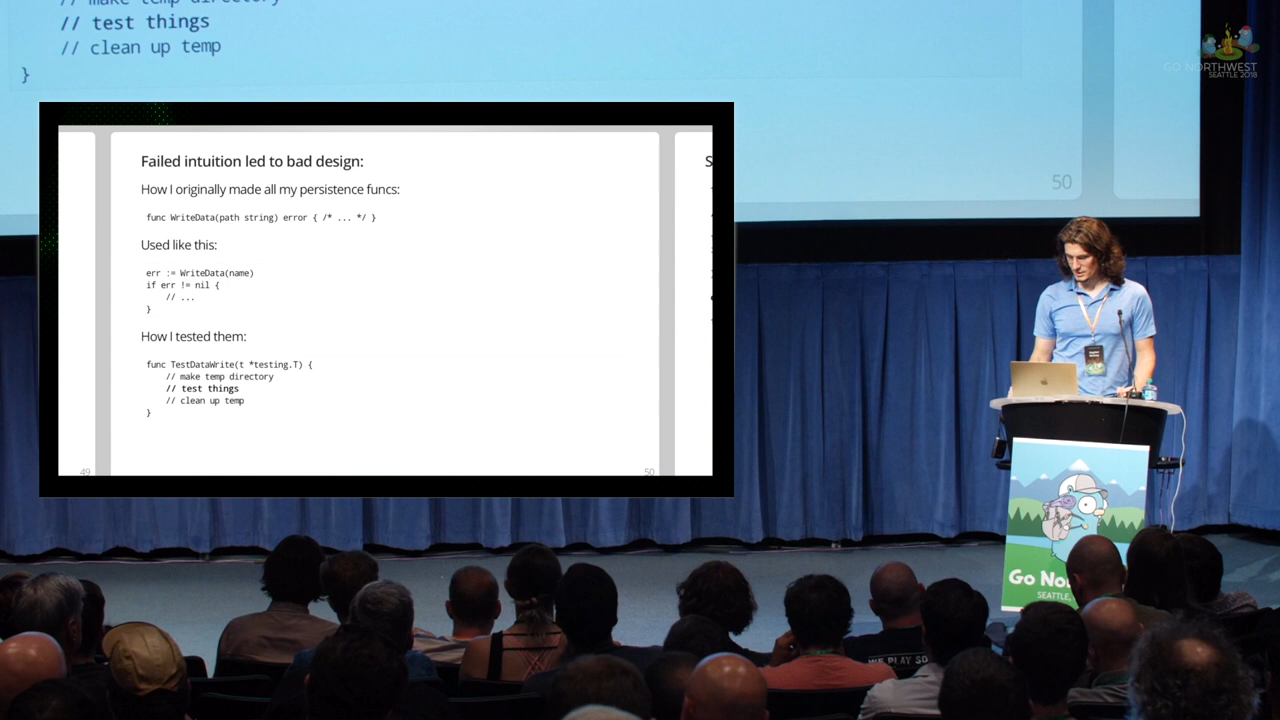 // make temp directory
// test things
// clean up temp
}
50
GO NORTHWEST
SEATTLE 2018
Failed intuition led to bad design:
How I originally made all my persistence funcs:
func WriteData(path string) error { /* ... */ }
Used like this:
err := WriteData(name)
if err != nil {
// ...
}
How I tested them:
func TestDataWrite(t *testing.T) {
// make temp directory
// test things
// clean up temp
}
49
50
S
Go No
SEATTLE,
WE PLAY SO